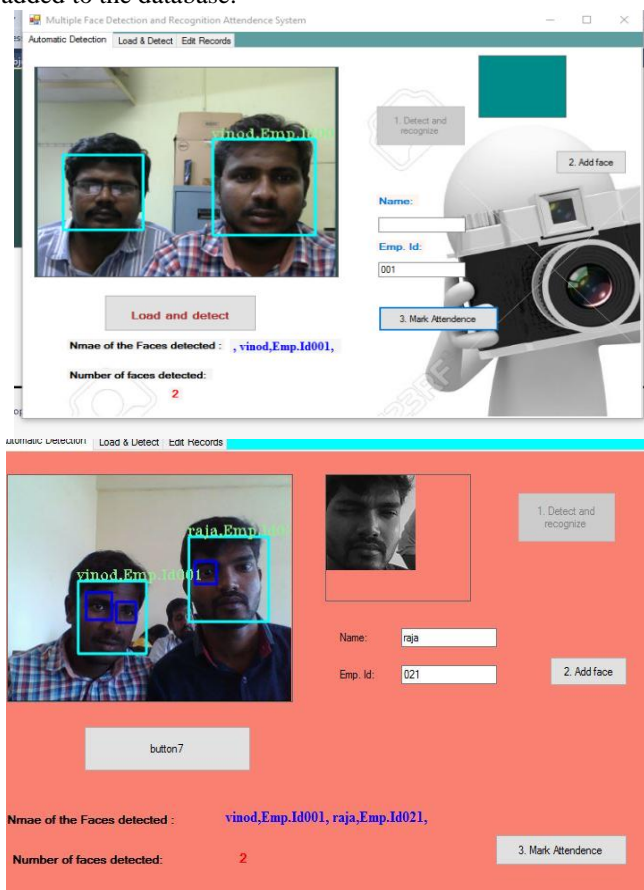 added to the database.
Multiple Face Detection and Recognition Attendence System
Automatic Detection Load & Detect Edit Records
vinod,Emp.Id00
1. Detect and
recognize
2. Add face
Name:
Emp. Id:
001
Load and detect
3. Mark Attendence
Nmae of the Faces detected : , vinod,Emp.Id001,
Number of faces detected:
2
123RF
Automatic Detection Load & Detect Edit Records
raja,Emp.Id0
vinod,Emp.Id001
1. Detect and
recognize
Name: raja
Emp. Id: 021
2. Add face
button7
Nmae of the Faces detected : vinod,Emp.Id001, raja,Emp.Id021,
Number of faces detected: 2
3. Mark Attendence